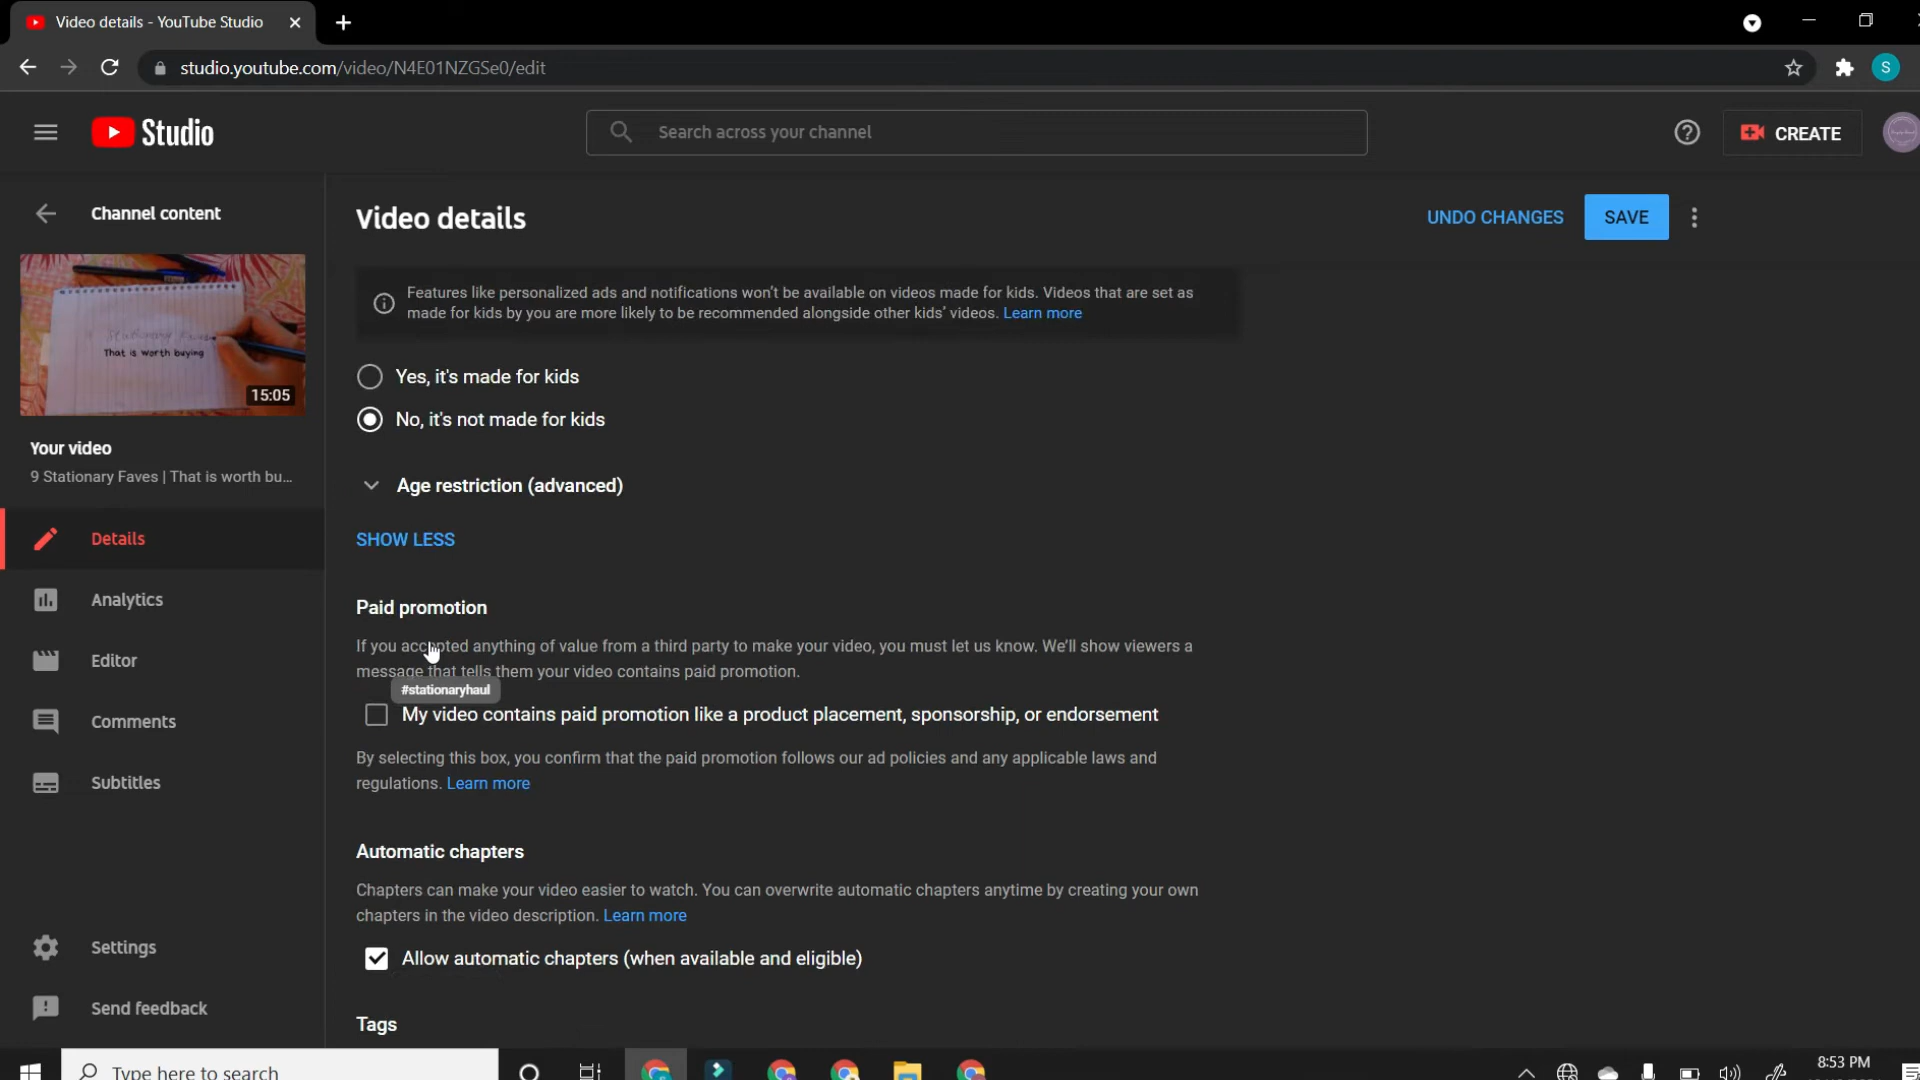 Video details - YouTube Studio
studio.youtube.com/video/N4E01NZGSe0/edit
S
Studio
Search across your channel
CREATE
Channel content
Stationary Faves
That is worth buying
15:05
Your video
9 Stationary Faves | That is worth bu...
Details
Analytics
Editor
Comments
Subtitles
Settings
Send feedback
Video details
UNDO CHANGES
SAVE
Features like personalized ads and notifications won't be available on videos made for kids. Videos that are set as
made for kids by you are more likely to be recommended alongside other kids' videos. Learn more
Yes, it's made for kids
No, it's not made for kids
Age restriction (advanced)
SHOW LESS
Paid promotion
If you accepted anything of value from a third party to make your video, you must let us know. We'll show viewers a
message that tells them your video contains paid promotion.
#stationaryhaul
My video contains paid promotion like a product placement, sponsorship, or endorsement
By selecting this box, you confirm that the paid promotion follows our ad policies and any applicable laws and
regulations. Learn more
Automatic chapters
Chapters can make your video easier to watch. You can overwrite automatic chapters anytime by creating your own
chapters in the video description. Learn more
Allow automatic chapters (when available and eligible)
Tags
Type here to search
8:53 PM